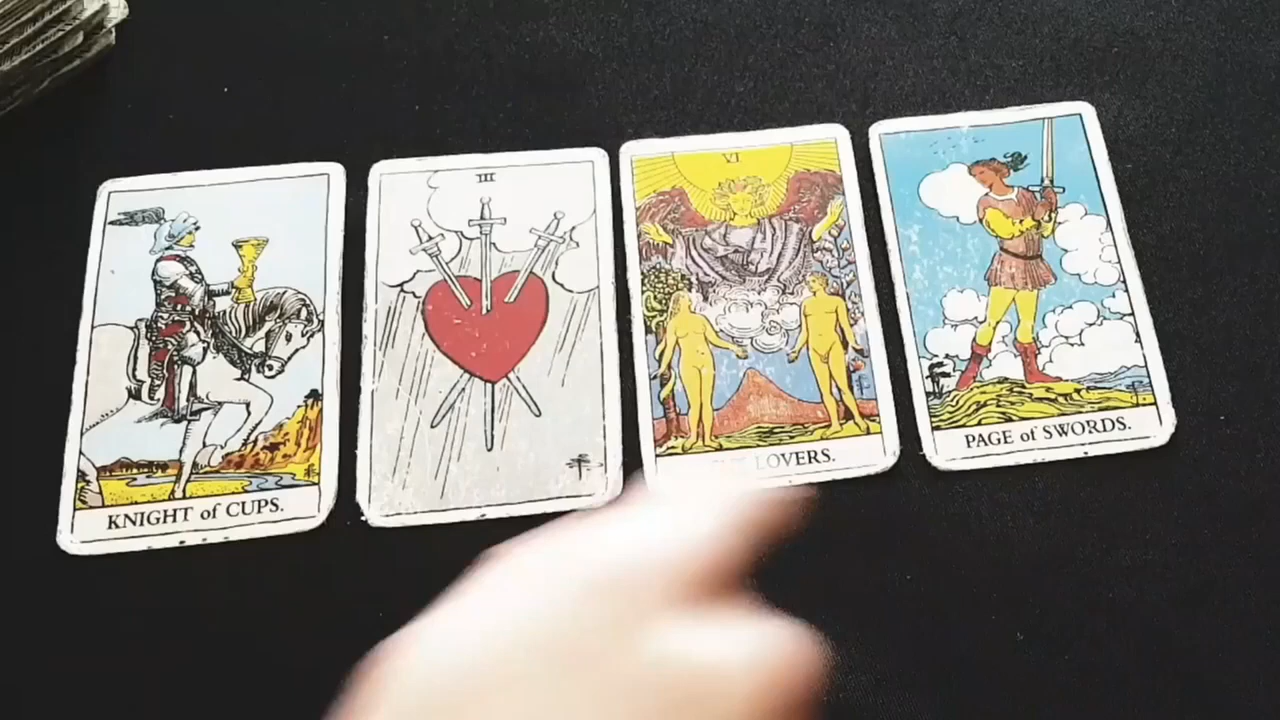 KNIGHT of CUPS.
III
VI
LOVERS.
PAGE of SWORDS.